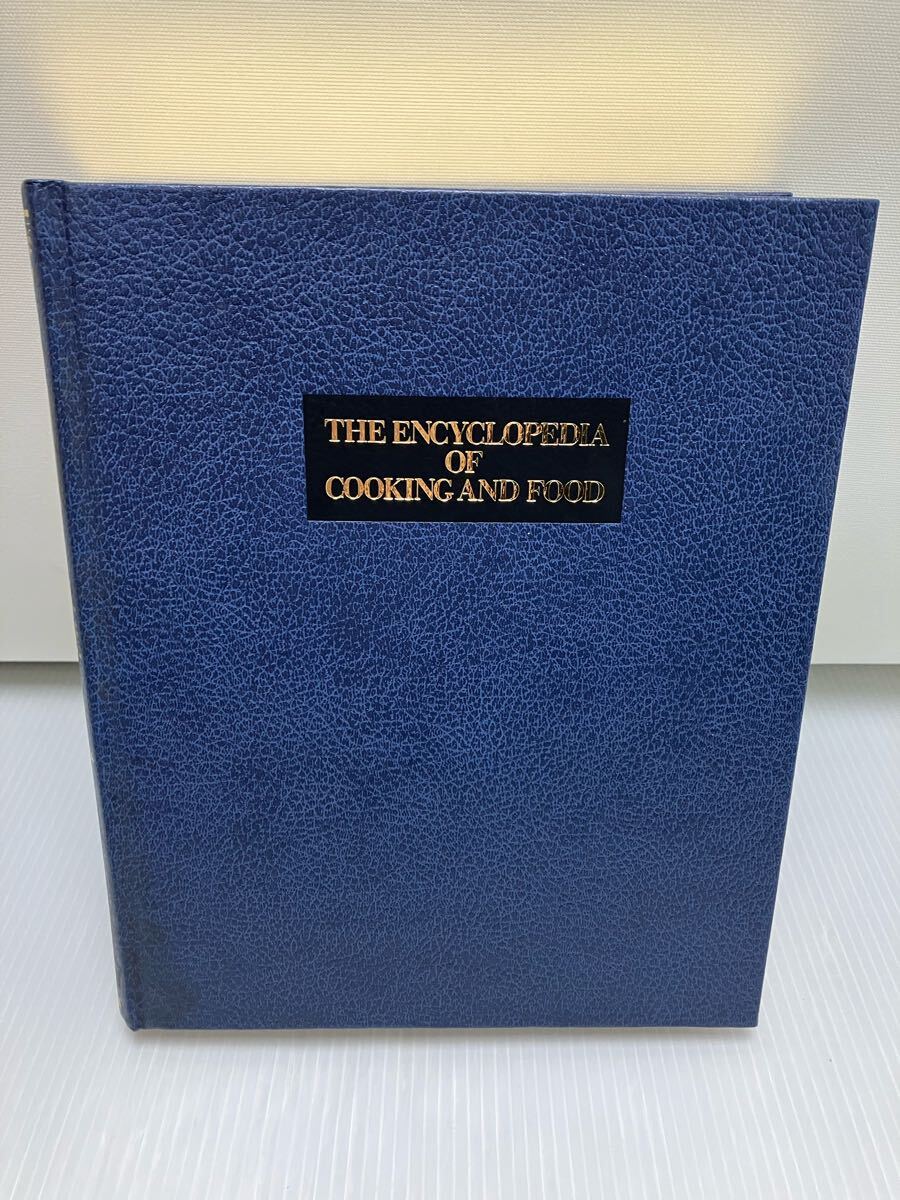 THE ENCYCLOPEDIA
OF
COOKING AND FOOD